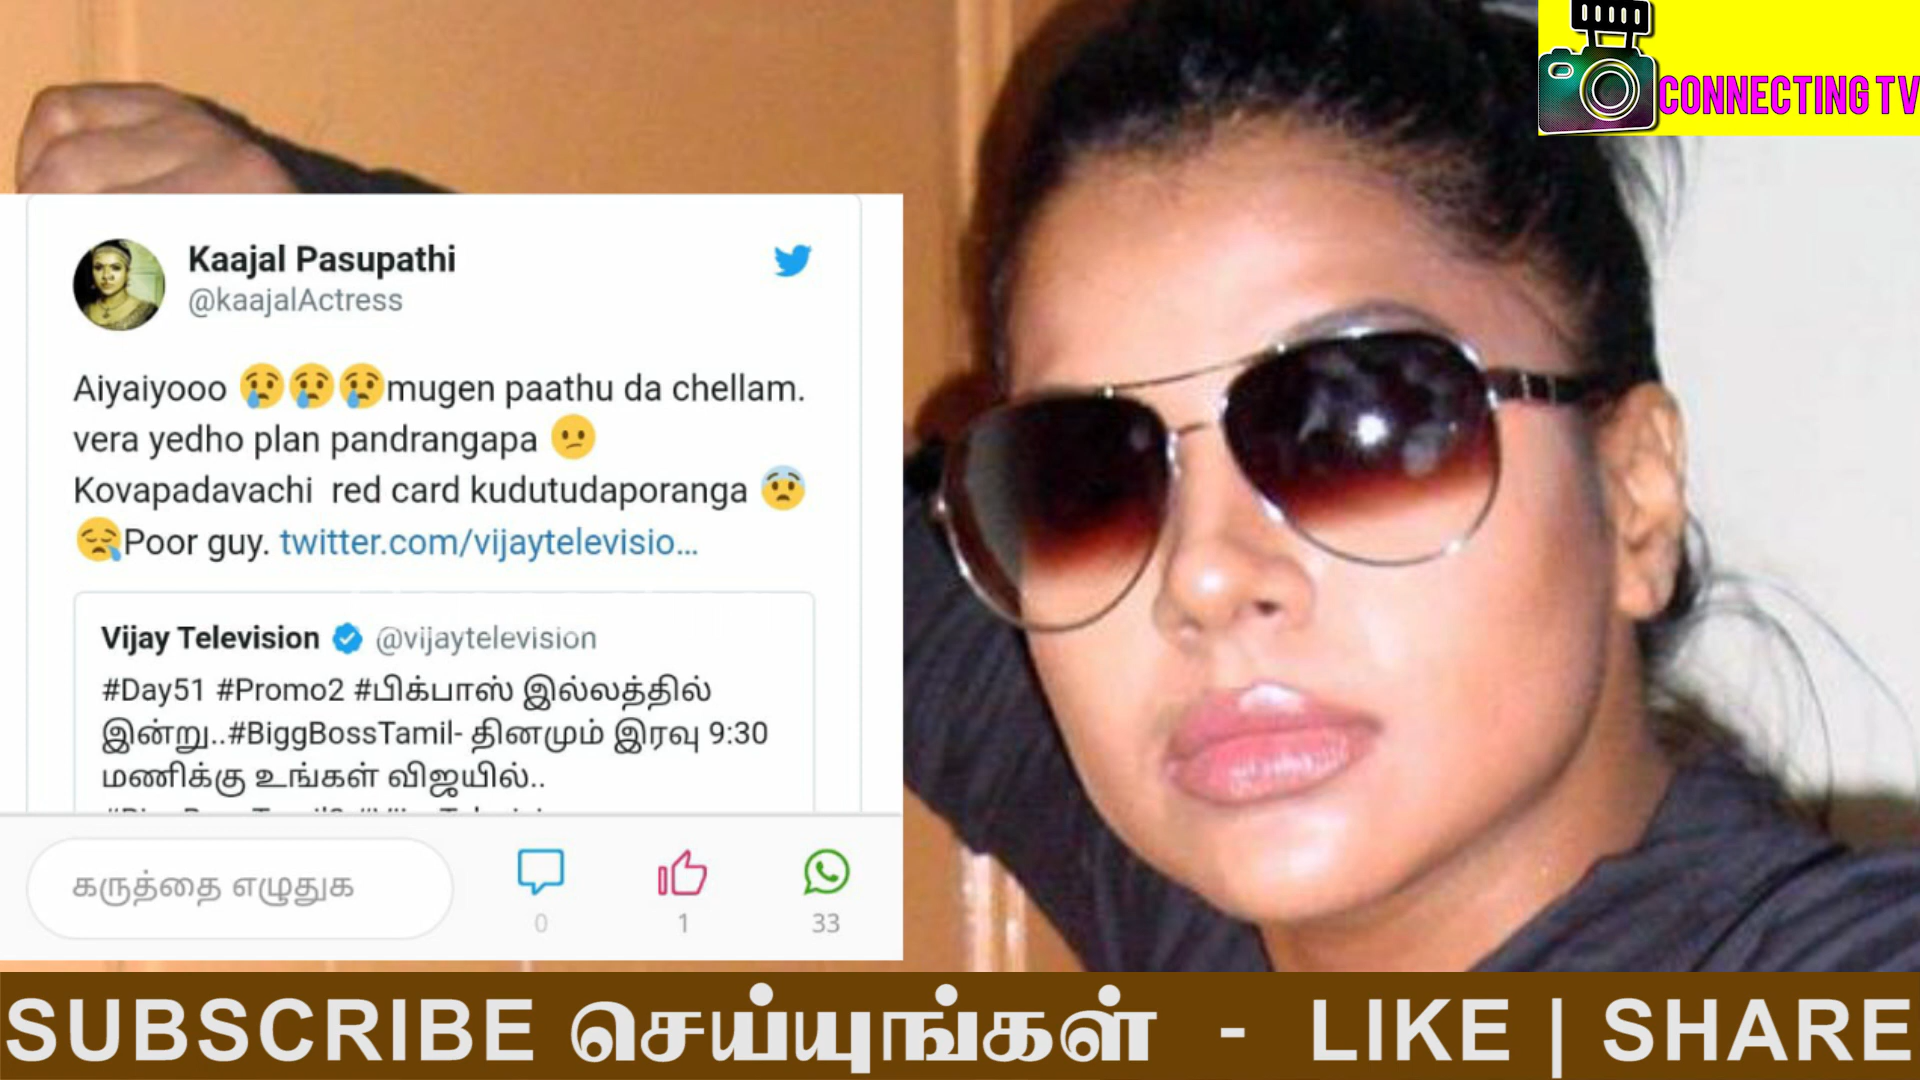 CONNECTING TV
Kaajal Pasupathi
@kaajalActress
Aiyaiyooo 😢😢😢mugen paathu da chellam.
vera yedho plan pandrangapa 😕
Kovapadavachi red card kudutudaporanga 😰
😪Poor guy. twitter.com/vijaytelevisio...
Vijay Television @vijaytelevision
#Day51 #Promo2 #பிக்பாஸ் இல்லத்தில்
இன்று..#BiggBossTamil- தினமும் இரவு 9:30
மணிக்கு உங்கள் விஜயில்..
கருத்தை எழுதுக
0 1 33
SUBSCRIBE செய்யுங்கள் - LIKE | SHARE